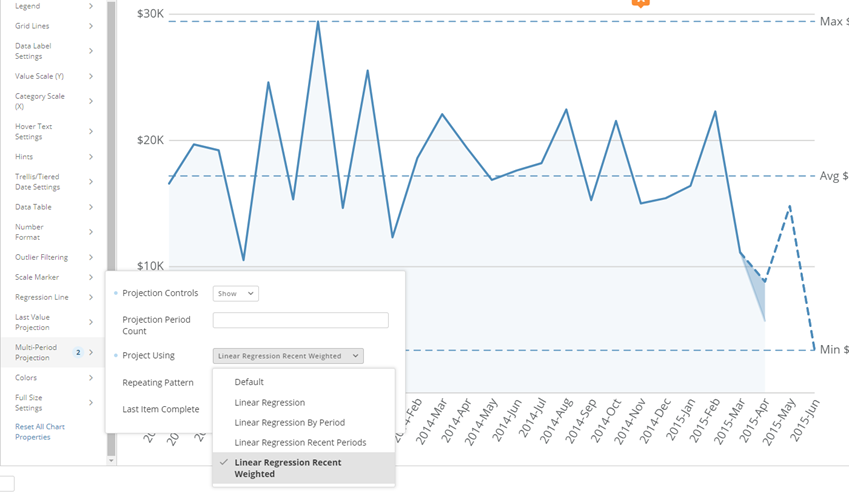 Legend
Grid Lines
Data Label
Settings
Value Scale (Y)
Category Scale
(X)
Hover Text
Settings
Hints
Trellis/Tiered
Date Settings
Data Table
Number
Format
Outlier Filtering
Scale Marker
Regression Line
Last Value
Projection
Multi-Period
Projection
2
Colors
Full Size
Settings
Reset All Chart
Properties
$30K
$20K
$10K
Max $
Avg $
Min $
Projection Controls
Show
Projection Period
Count
Project Using
Linear Regression Recent Weighted
Repeating Pattern
Last Item Complete
Default
Linear Regression
Linear Regression By Period
Linear Regression Recent Periods
Linear Regression Recent
Weighted
2014-Mar
2014-Apr
2014-May
2014-Jun
2014-Jul
2014-Aug
2014-Sep
2014-Oct
2014-Nov
2014-Dec
2015-Jan
2015-Feb
2015-Mar
2015-Apr
2015-May
2015-Jun